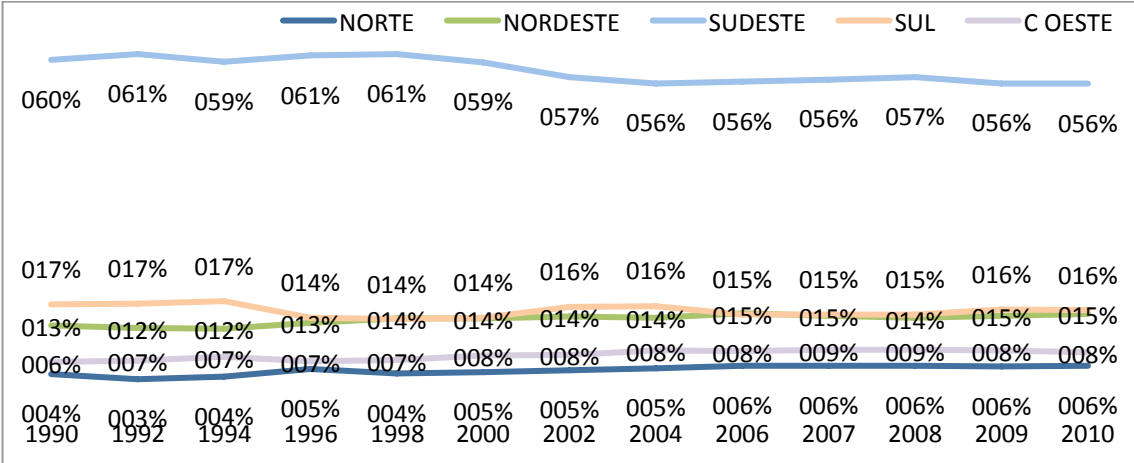 NORTE NORDESTE SUDESTE SUL C OESTE
060% 061% 059% 061% 061% 059% 057% 056% 056% 056% 057% 056% 056%
017% 017% 017% 014% 014% 014% 016% 016% 015% 015% 015% 016% 016%
013% 012% 012% 013% 014% 014% 014% 014% 015% 015% 014% 015% 015%
006% 007% 007% 007% 007% 008% 008% 008% 008% 009% 009% 008% 008%
004% 003% 004% 005% 004% 005% 005% 005% 006% 006% 006% 006% 006%
1990 1992 1994 1996 1998 2000 2002 2004 2006 2007 2008 2009 2010